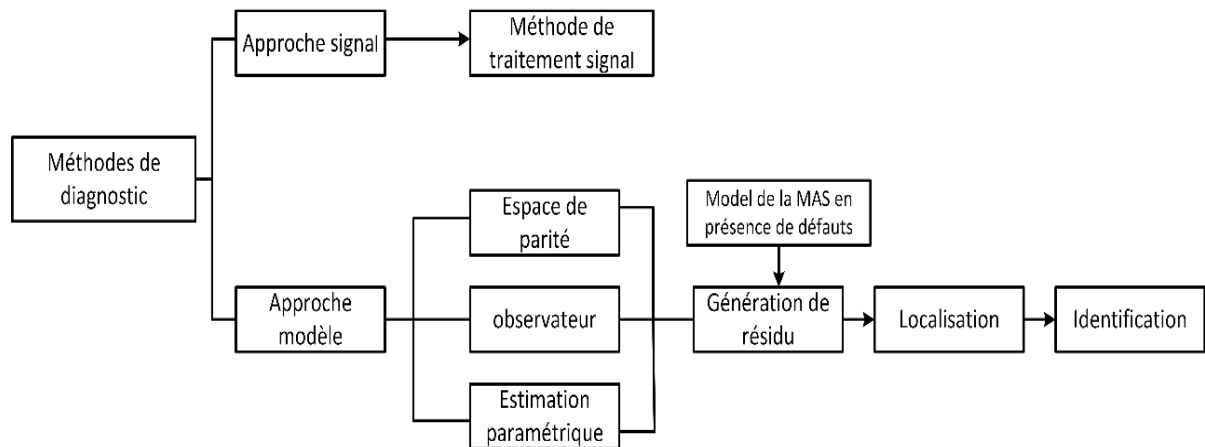 Approche signal
Méthode de
traitement signal
Méthodes de
diagnostic
Espace de
parité
Model de la MAS en
présence de défauts
Approche
modèle
observateur
Génération de
résidu
Localisation
Identification
Estimation
paramétrique